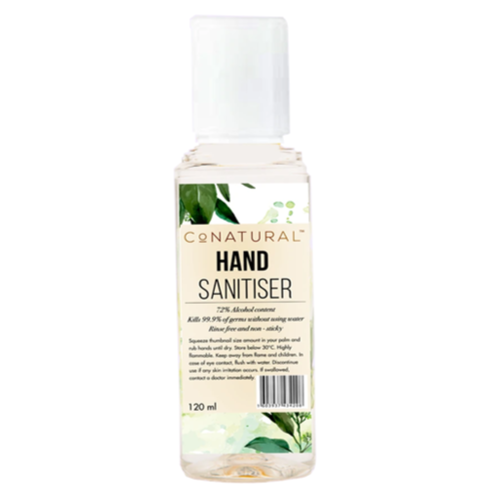 CoNATURAL™
HAND
SANITISER
72% Alcohol content
Kills 99.9% of germs without using water
Rinse free and non - sticky
Squeeze thumbnail size amount in your palm and
rub hands until dry. Store below 30°C. Highly
flammable. Keep away from flame and children. In
case of eye contact, flush with water. Discontinue
use if any skin irritation occurs. If swallowed,
contact a doctor immediately.
120 ml